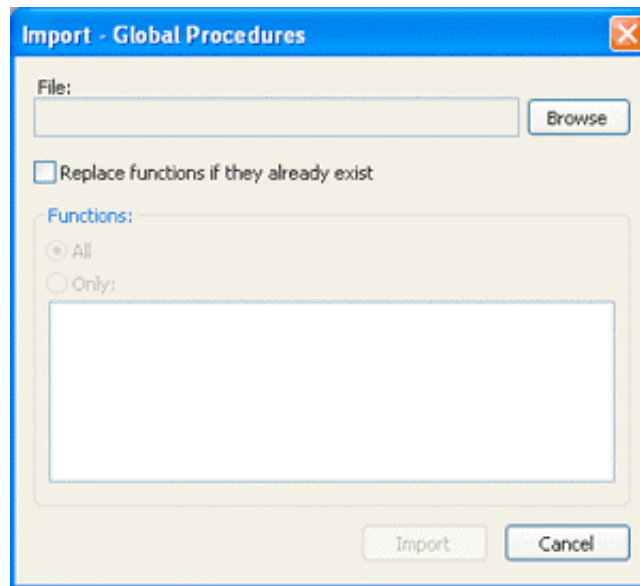 Import - Global Procedures
File:
Browse
Replace functions if they already exist
Functions:
All
Only:
Import
Cancel